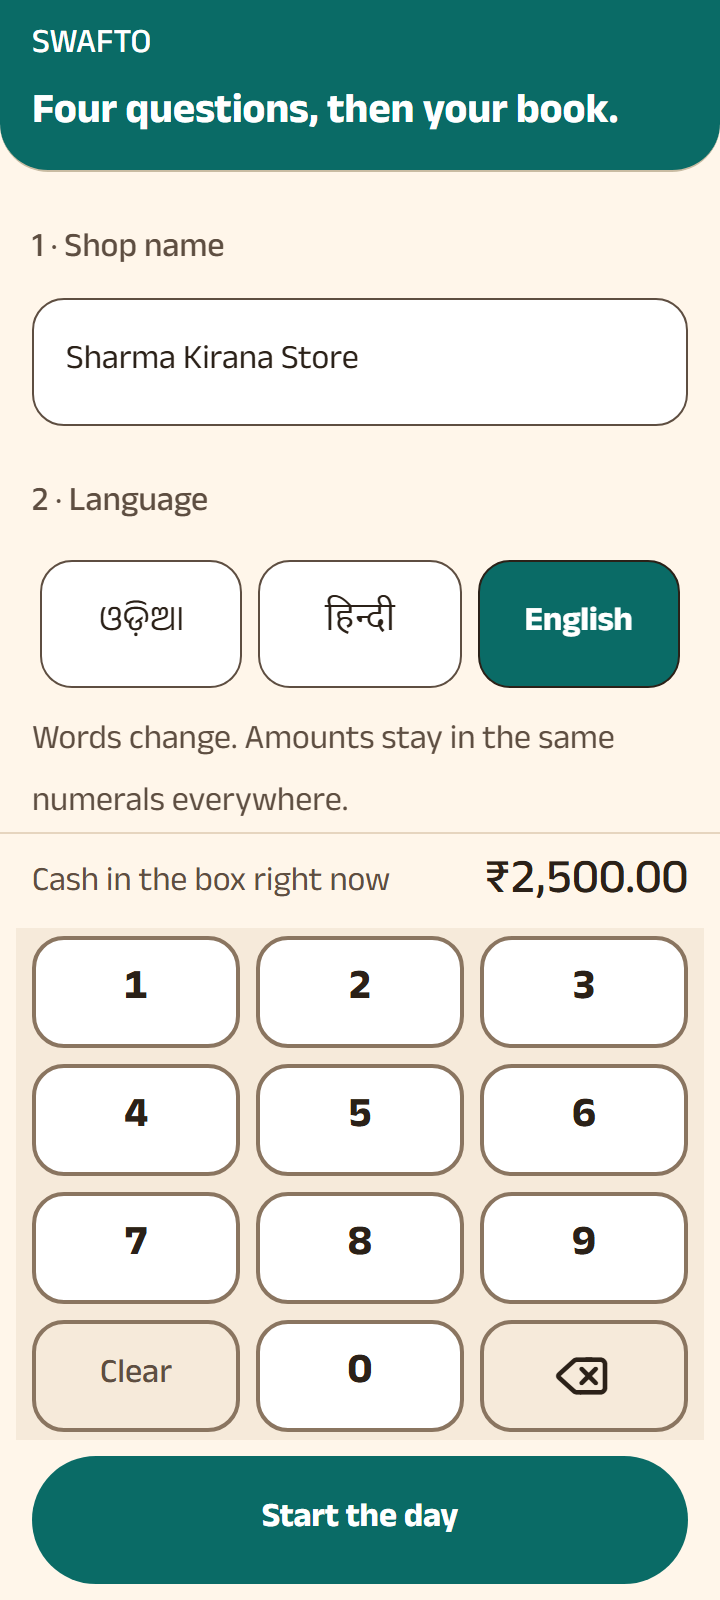 SWAFTO
Four questions, then your book.
1 · Shop name
Sharma Kirana Store
2 · Language
ଓଡ଼ିଆ हिन्दी English
Words change. Amounts stay in the same
numerals everywhere.
Cash in the box right now ₹2,500.00
1 2 3
4 5 6
7 8 9
Clear 0
Start the day